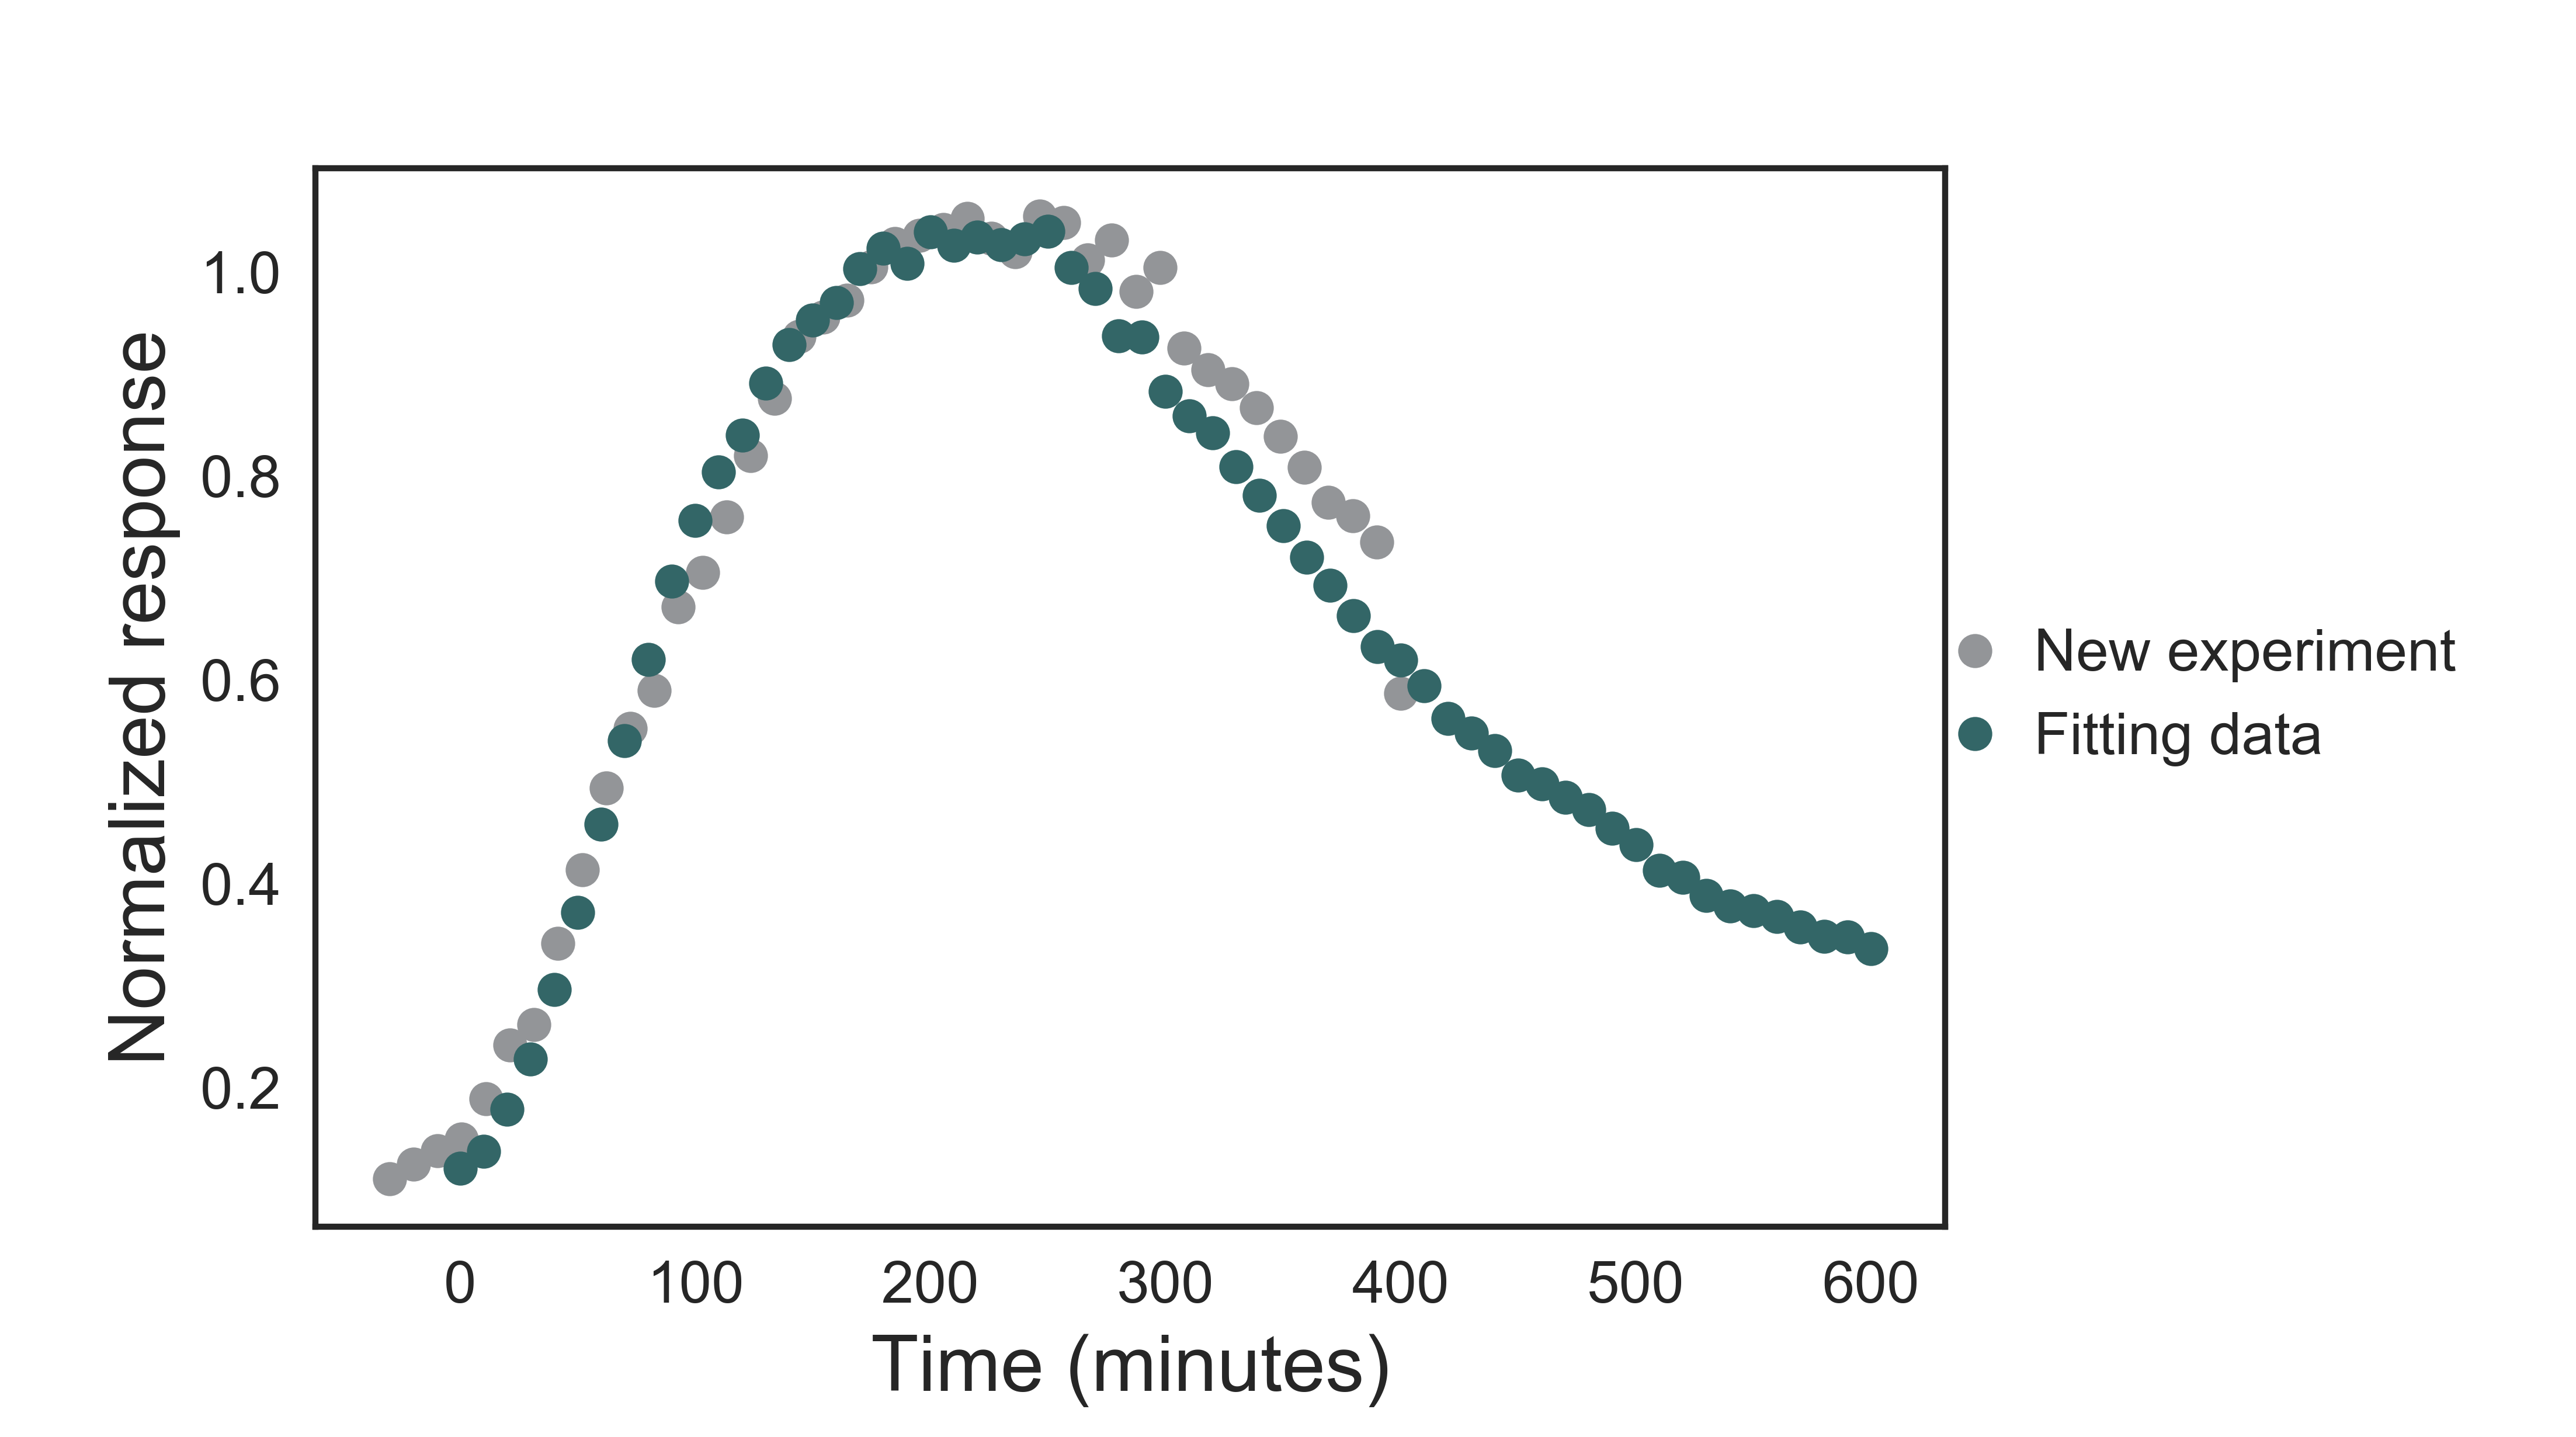 Normalized response
1.0
0.8
0.6
0.4
0.2
0 100 200 300 400 500 600
Time (minutes)
New experiment
Fitting data